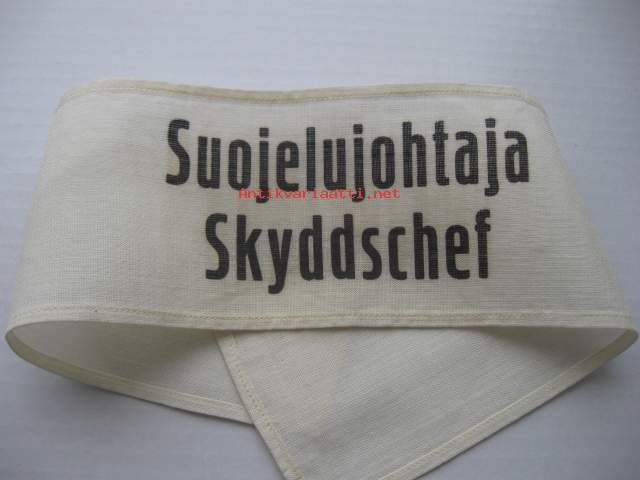 Suojelujohtaja
Antikvariaatti.net
Skyddschef